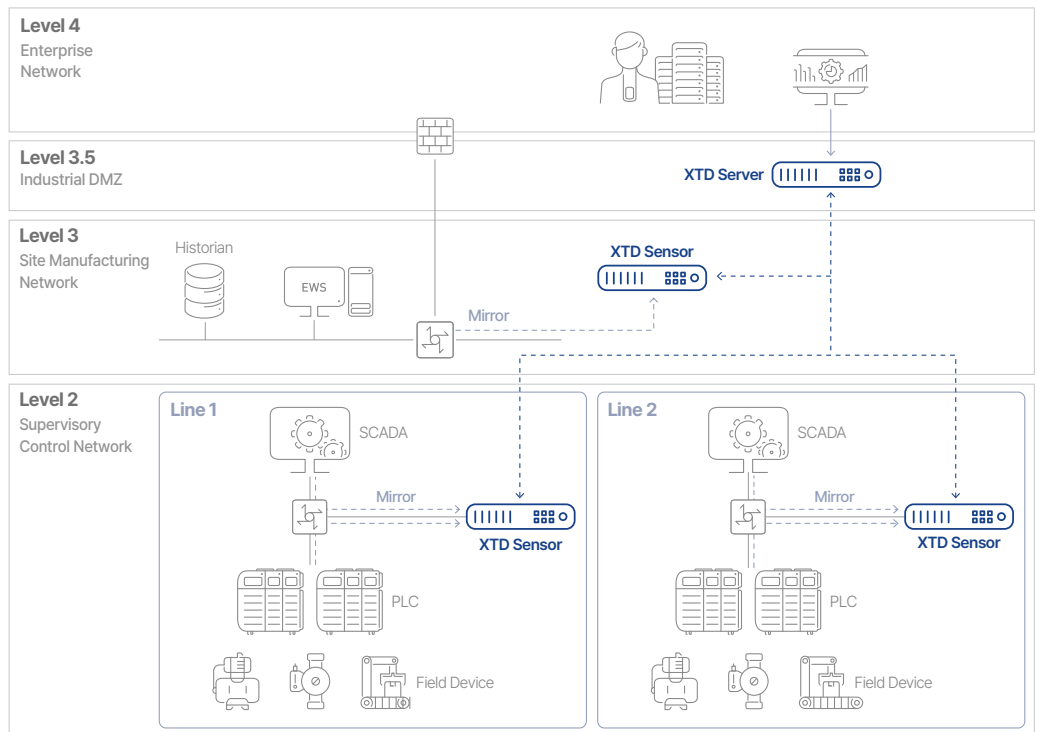 Level 4
Enterprise
Network
Level 3.5
Industrial DMZ
XTD Server
Level 3
Site Manufacturing
Network
Historian
EWS
Mirror
XTD Sensor
Level 2
Supervisory
Control Network
Line 1
SCADA
Mirror
XTD Sensor
PLC
Field Device
Line 2
SCADA
Mirror
XTD Sensor
PLC
Field Device